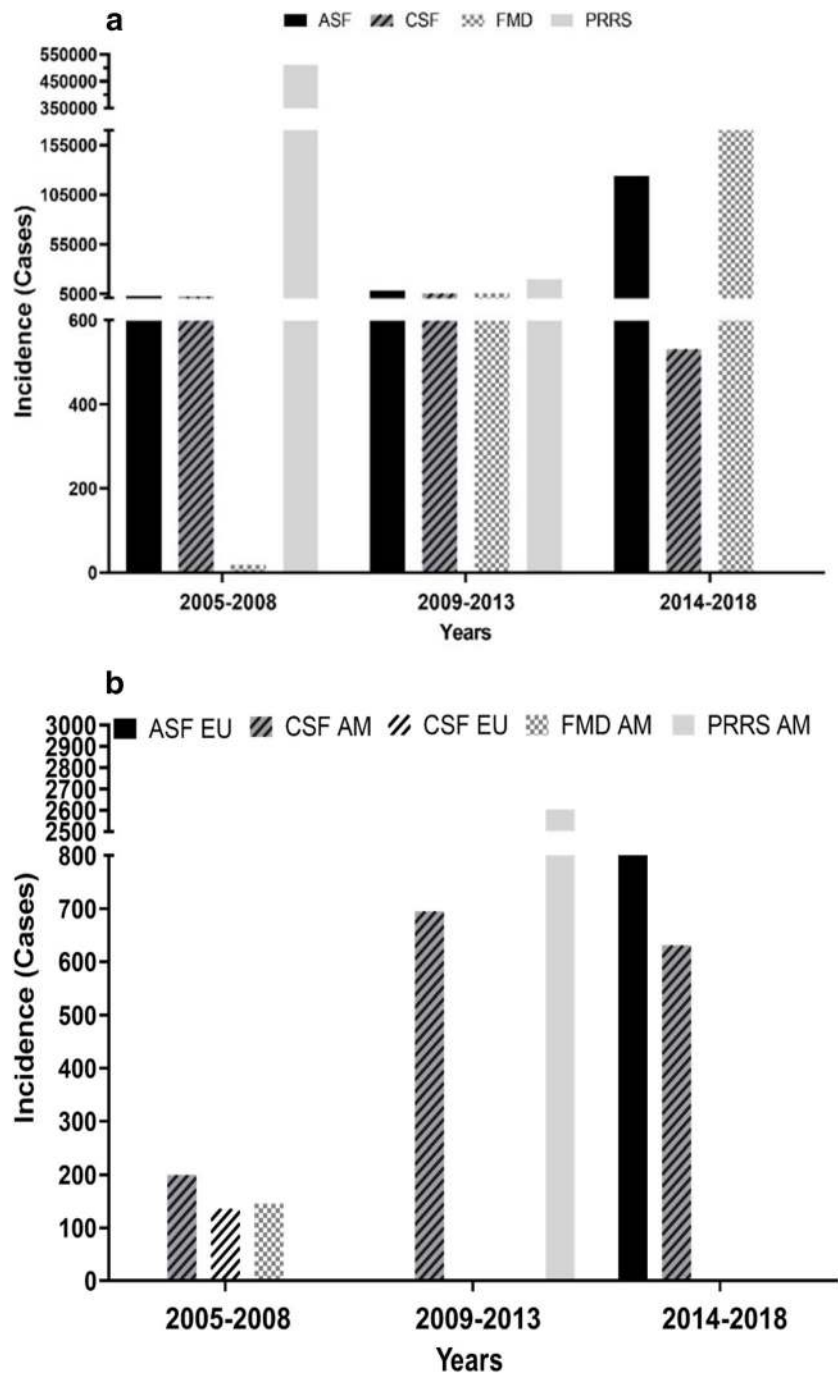 a
ASF CSF FMD PRRS
550000
450000
350000
155000
105000
55000
5000
600
400
200
0
Incidence (Cases)
2005-2008 2009-2013 2014-2018
Years
b
ASF EU CSF AM CSF EU FMD AM PRRS AM
3000
2900
2800
2700
2600
2500
800
700
600
500
400
300
200
100
0
Incidence (Cases)
2005-2008 2009-2013 2014-2018
Years